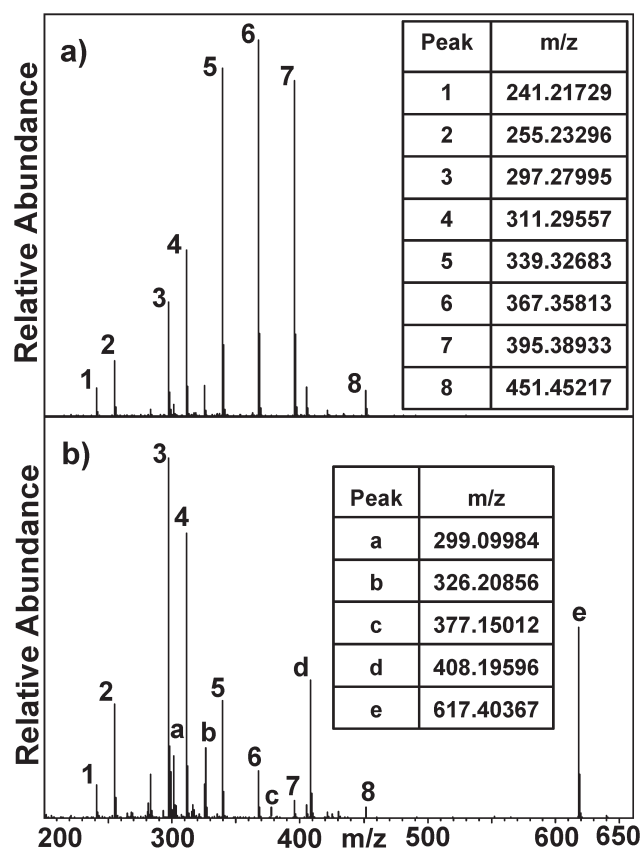 a)
Relative Abundance
1
2
3
4
5
6
7
8
Peak m/z
1 241.21729
2 255.23296
3 297.27995
4 311.29557
5 339.32683
6 367.35813
7 395.38933
8 451.45217
b)
Relative Abundance
1
2
3
a
4
b
5
6
c
7
d
8
e
Peak m/z
a 299.09984
b 326.20856
c 377.15012
d 408.19596
e 617.40367
200 300 m/z 400 500 600 650